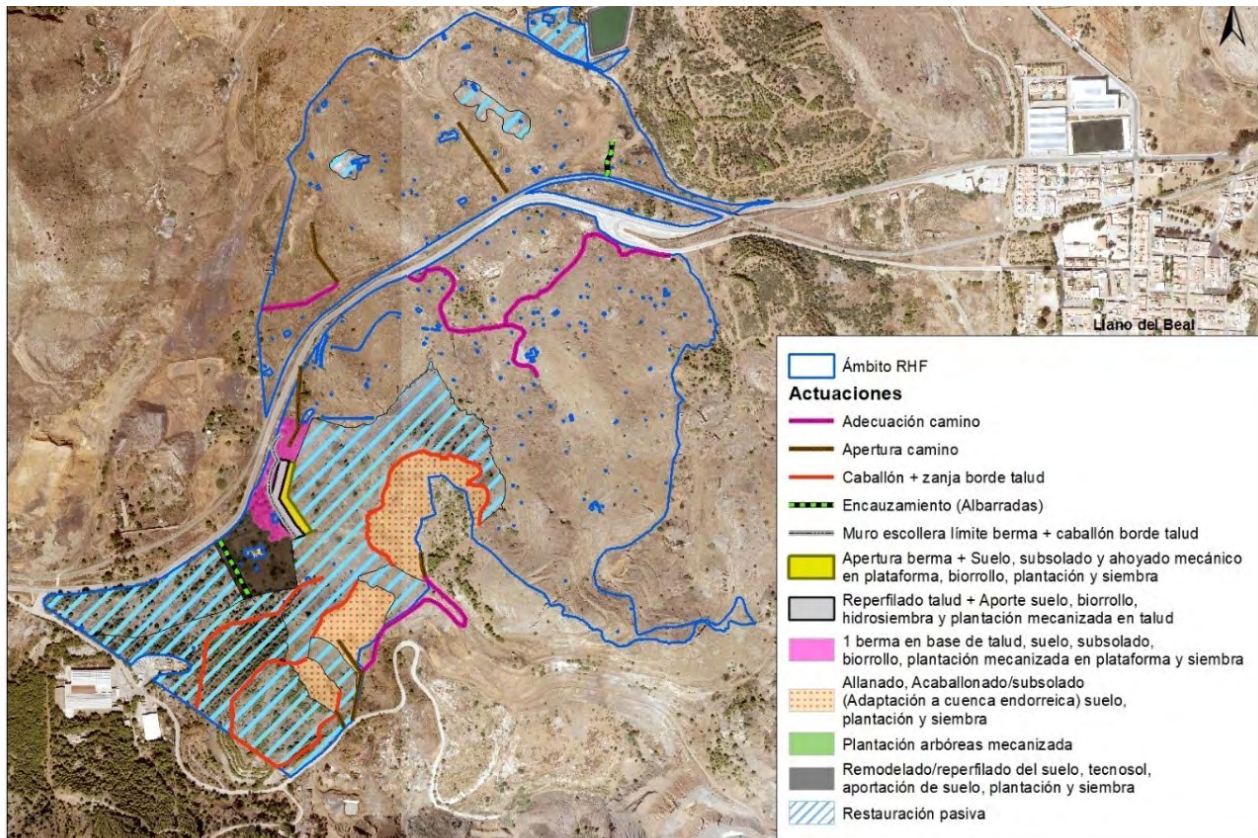 Llano del Beal
Ámbito RHF
Actuaciones
Adecuación camino
Apertura camino
Caballón + zanja borde talud
Encauzamiento (Albarradas)
Muro escollera límite berma + caballón borde talud
Apertura berma + Suelo, subsolado y ahoyado mecánico
en plataforma, biorrollo, plantación y siembra
Reperfilado talud + Aporte suelo, biorrollo,
hidrosiembra y plantación mecanizada en talud
1 berma en base de talud, suelo, subsolado,
biorrollo, plantación mecanizada en plataforma y siembra
Allanado, Acaballonado/subsolado
(Adaptación a cuenca endorreica) suelo,
plantación y siembra
Plantación arbóreas mecanizada
Remodelado/reperfilado del suelo, tecnosol,
aportación de suelo, plantación y siembra
Restauración pasiva